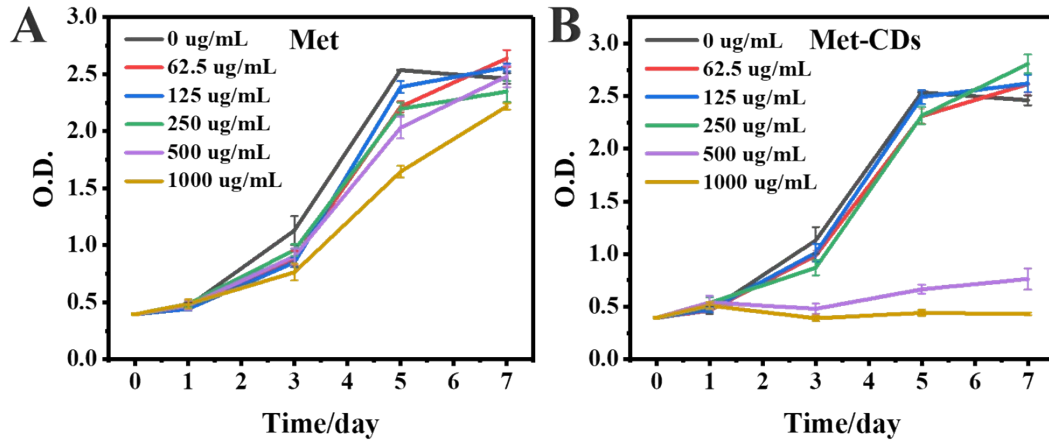 A
Met
0 ug/mL
62.5 ug/mL
125 ug/mL
250 ug/mL
500 ug/mL
1000 ug/mL
3.0
2.5
2.0
1.5
1.0
0.5
0.0
O.D.
0 1 2 3 4 5 6 7
Time/day
B
Met-CDs
0 ug/mL
62.5 ug/mL
125 ug/mL
250 ug/mL
500 ug/mL
1000 ug/mL
3.0
2.5
2.0
1.5
1.0
0.5
0.0
O.D.
0 1 2 3 4 5 6 7
Time/day